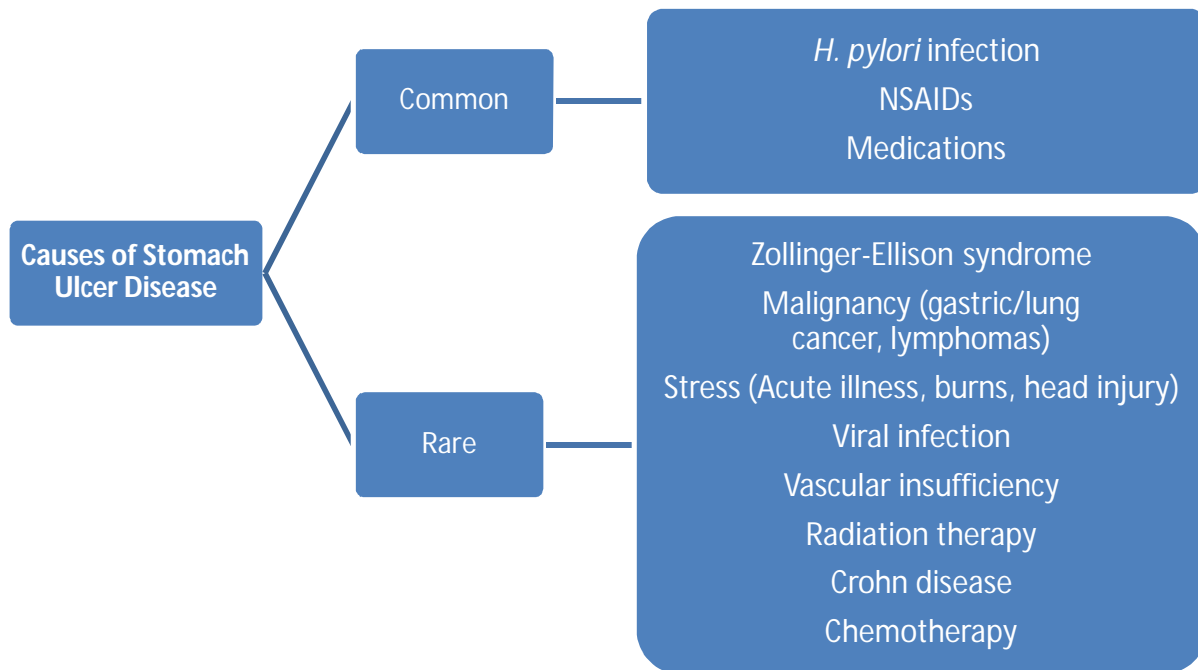 Causes of Stomach
Ulcer Disease
Common
H. pylori infection
NSAIDs
Medications
Rare
Zollinger-Ellison syndrome
Malignancy (gastric/lung
cancer, lymphomas)
Stress (Acute illness, burns, head injury)
Viral infection
Vascular insufficiency
Radiation therapy
Crohn disease
Chemotherapy